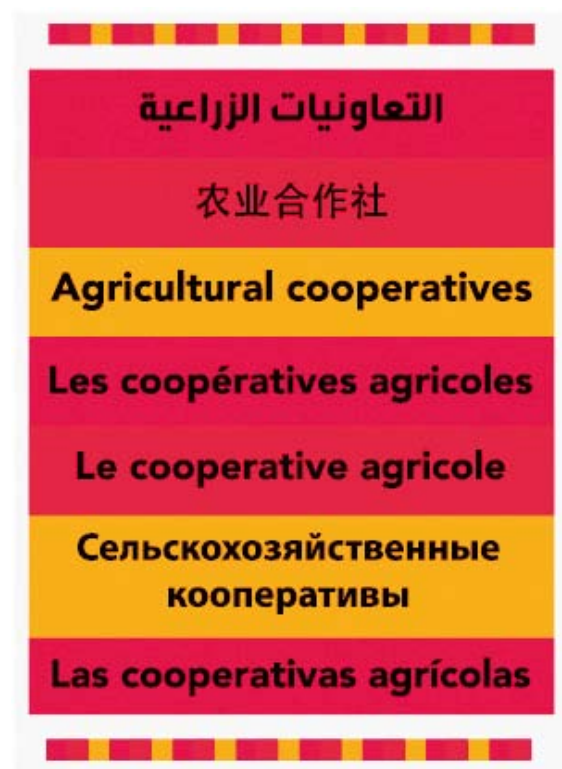 التعاونيات الزراعية
农业合作社
Agricultural cooperatives
Les coopératives agricoles
Le cooperative agricole
Сельскохозяйственные
кооперативы
Las cooperativas agrícolas